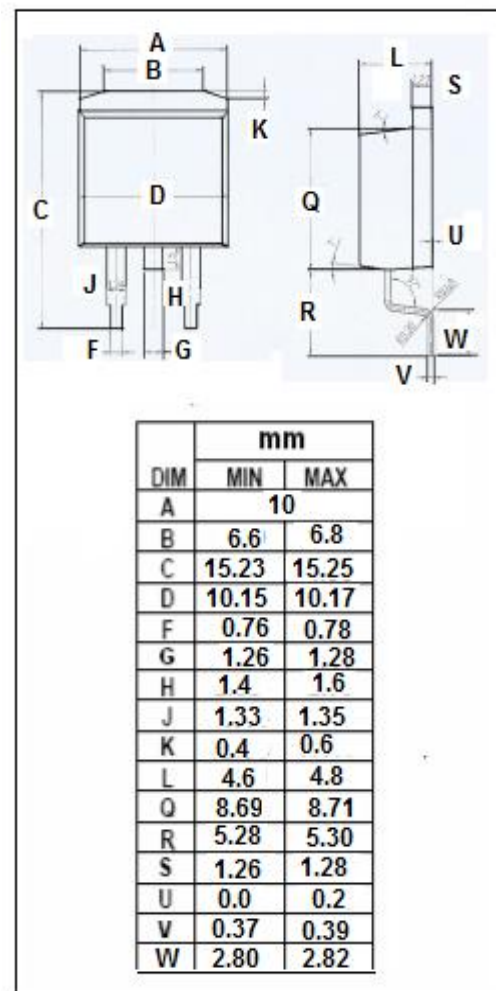 A
B
L
S
K
Q
C
D
U
J
H
R
F
G
W
V
mm
DIM MIN MAX
A 10
B 6.6 6.8
C 15.23 15.25
D 10.15 10.17
F 0.76 0.78
G 1.26 1.28
H 1.4 1.6
J 1.33 1.35
K 0.4 0.6
L 4.6 4.8
Q 8.69 8.71
R 5.28 5.30
S 1.26 1.28
U 0.0 0.2
V 0.37 0.39
W 2.80 2.82